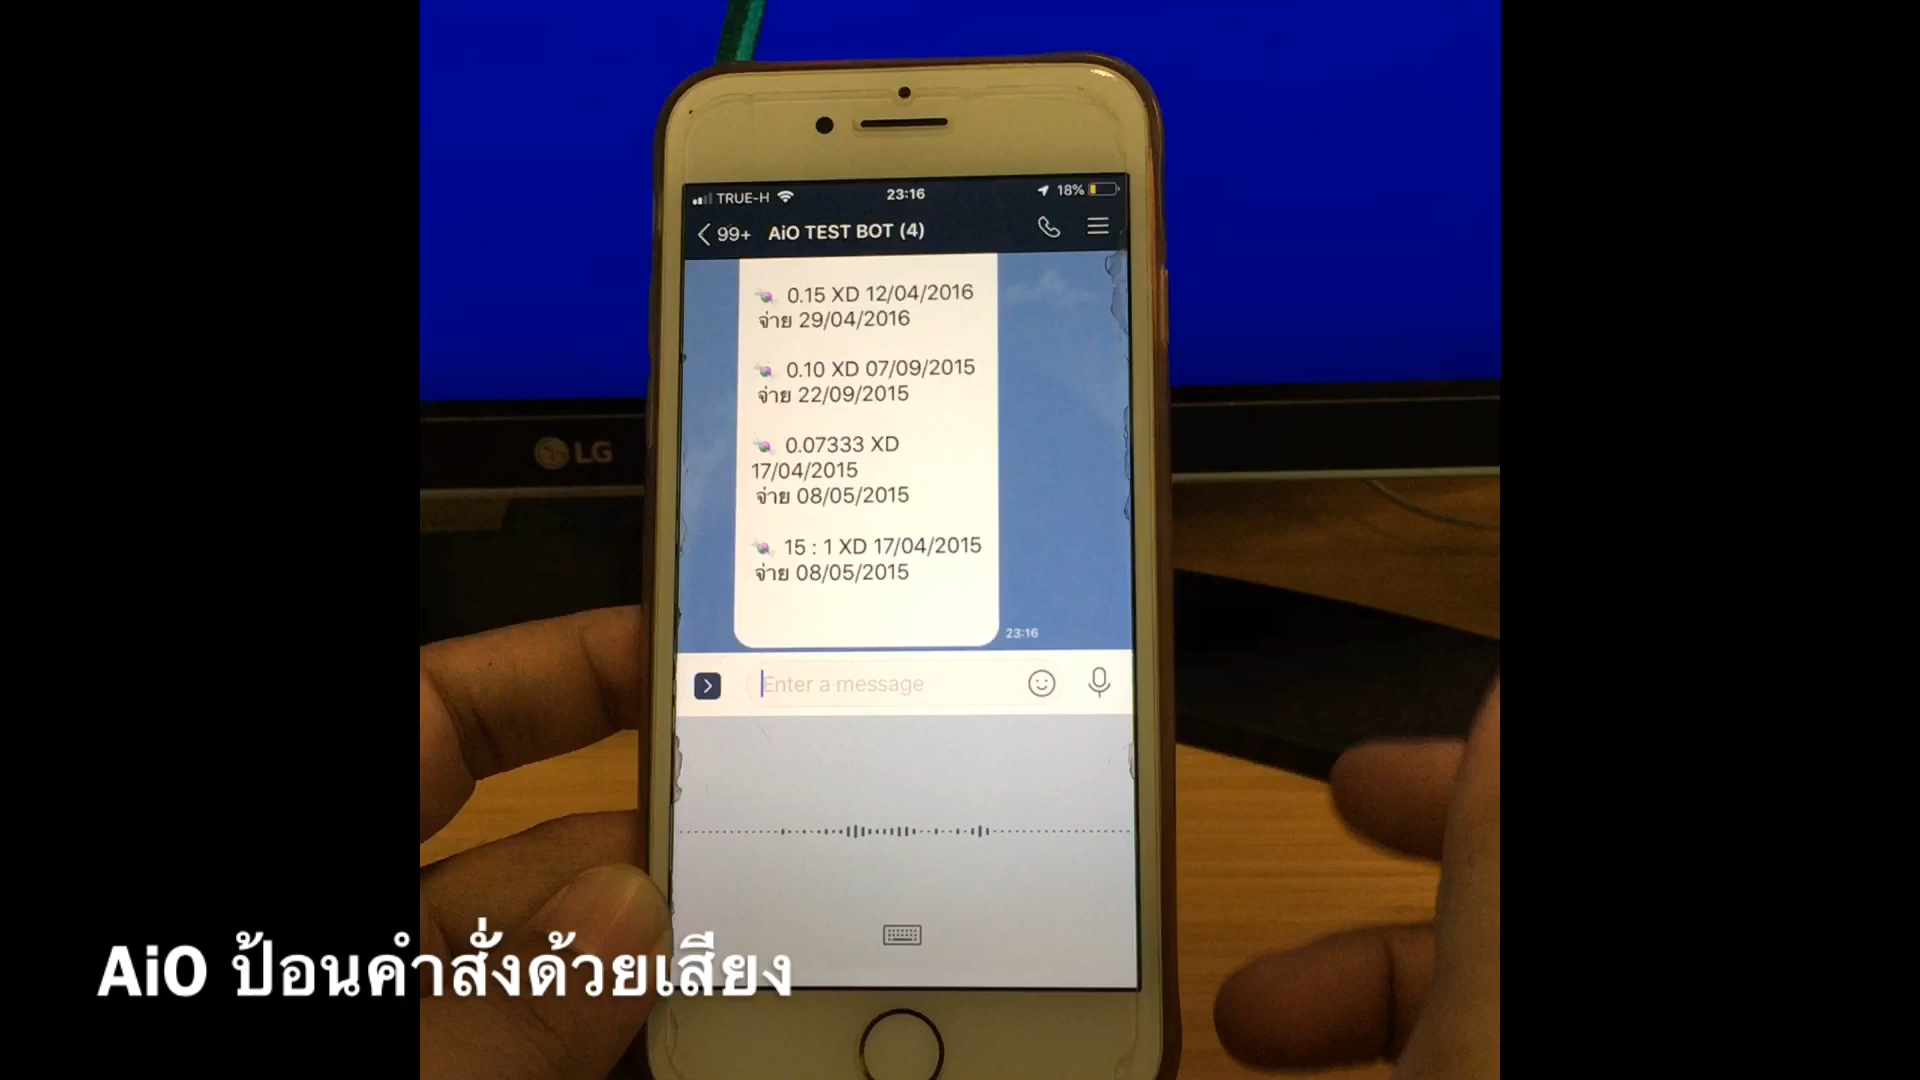 TRUE-H 23:16 18%
99+ AiO TEST BOT (4)
0.15 XD 12/04/2016
จ่าย 29/04/2016
0.10 XD 07/09/2015
จ่าย 22/09/2015
0.07333 XD
17/04/2015
จ่าย 08/05/2015
15 : 1 XD 17/04/2015
จ่าย 08/05/2015
23:16
Enter a message
LG
AiO ป้อนคำสั่งด้วยเสียง